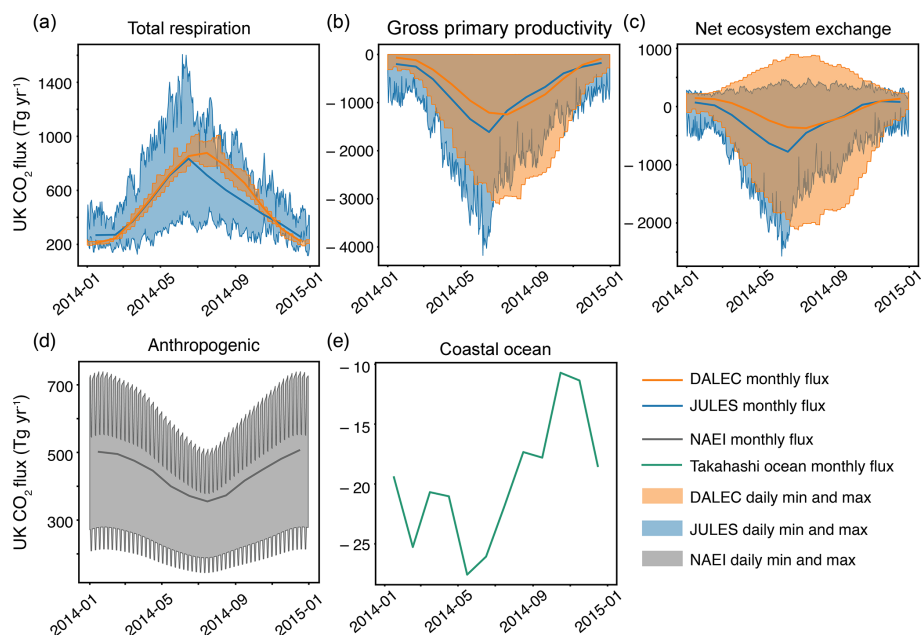 (a) Total respiration
(b) Gross primary productivity
(c) Net ecosystem exchange
UK CO2 flux (Tg yr-1)
1400
1000
600
200
2014-01
2014-05
2014-09
2015-01
0
− 1000
− 2000
− 3000
− 4000
2014-01
2014-05
2014-09
2015-01
1000
0
− 1000
− 2000
2014-01
2014-05
2014-09
2015-01
(d) Anthropogenic
(e) Coastal ocean
UK CO2 flux (Tg yr-1)
700
500
300
2014-01
2014-05
2014-09
2015-01
− 10
− 15
− 20
− 25
2014-01
2014-05
2014-09
2015-01
DALEC monthly flux
JULES monthly flux
NAEI monthly flux
Takahashi ocean monthly flux
DALEC daily min and max
JULES daily min and max
NAEI daily min and max